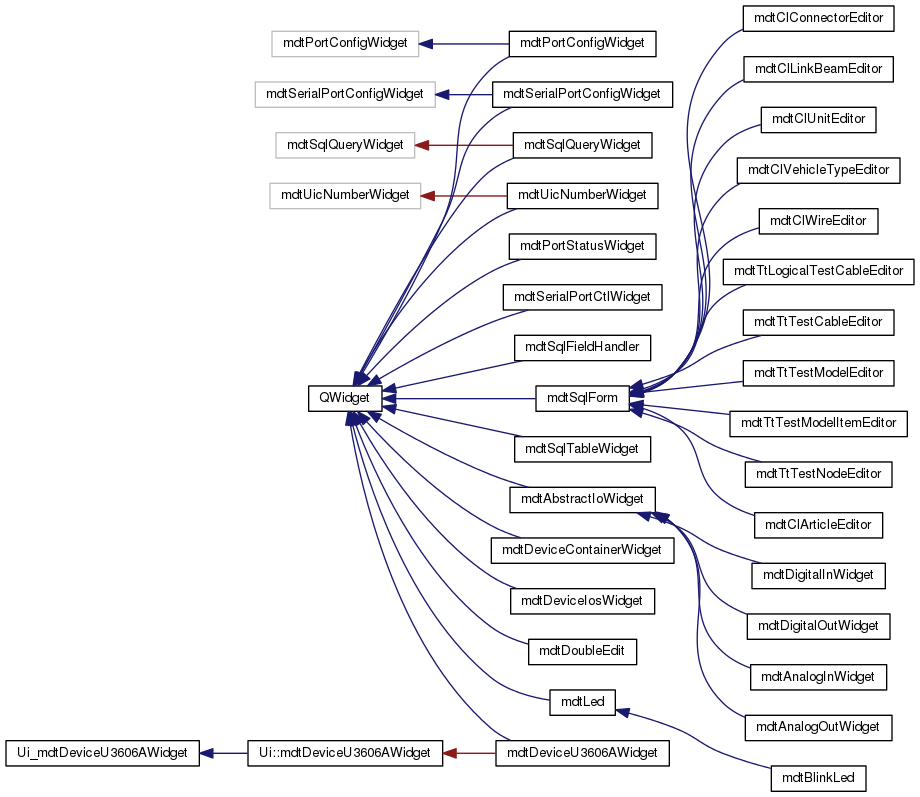 mdtClConnectorEditor
mdtPortConfigWidget
mdtPortConfigWidget
mdtClLinkBeamEditor
mdtSerialPortConfigWidget
mdtSerialPortConfigWidget
mdtClUnitEditor
mdtSqlQueryWidget
mdtSqlQueryWidget
mdtClVehicleTypeEditor
mdtUicNumberWidget
mdtUicNumberWidget
mdtClWireEditor
mdtPortStatusWidget
mdtTtLogicalTestCableEditor
mdtSerialPortCtlWidget
mdtTtTestCableEditor
mdtSqlFieldHandler
mdtTtTestModelEditor
QWidget
mdtSqlForm
mdtTtTestModelItemEditor
mdtSqlTableWidget
mdtTtTestNodeEditor
mdtAbstractIoWidget
mdtClArticleEditor
mdtDeviceContainerWidget
mdtDigitalInWidget
mdtDeviceIosWidget
mdtDigitalOutWidget
mdtDoubleEdit
mdtAnalogInWidget
mdtLed
mdtAnalogOutWidget
Ui_mdtDeviceU3606AWidget
Ui::mdtDeviceU3606AWidget
mdtDeviceU3606AWidget
mdtBlinkLed